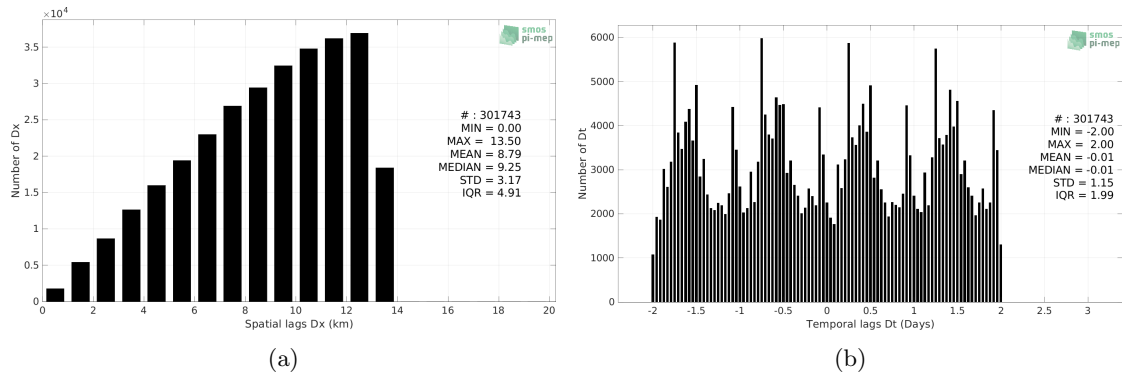 ×10⁴
3.5
3
2.5
2
1.5
1
0.5
0
Number of Dx
0 2 4 6 8 10 12 14 16 18 20
Spatial lags Dx (km)
smos
pi-mep
# : 301743
MIN = 0.00
MAX = 13.50
MEAN = 8.79
MEDIAN = 9.25
STD = 3.17
IQR = 4.91
(a)
6000
5000
4000
3000
2000
1000
0
Number of Dt
-2 -1.5 -1 -0.5 0 0.5 1 1.5 2 2.5 3
Temporal lags Dt (Days)
smos
pi-mep
# : 301743
MIN = -2.00
MAX = 2.00
MEAN = -0.01
MEDIAN = -0.01
STD = 1.15
IQR = 1.99
(b)